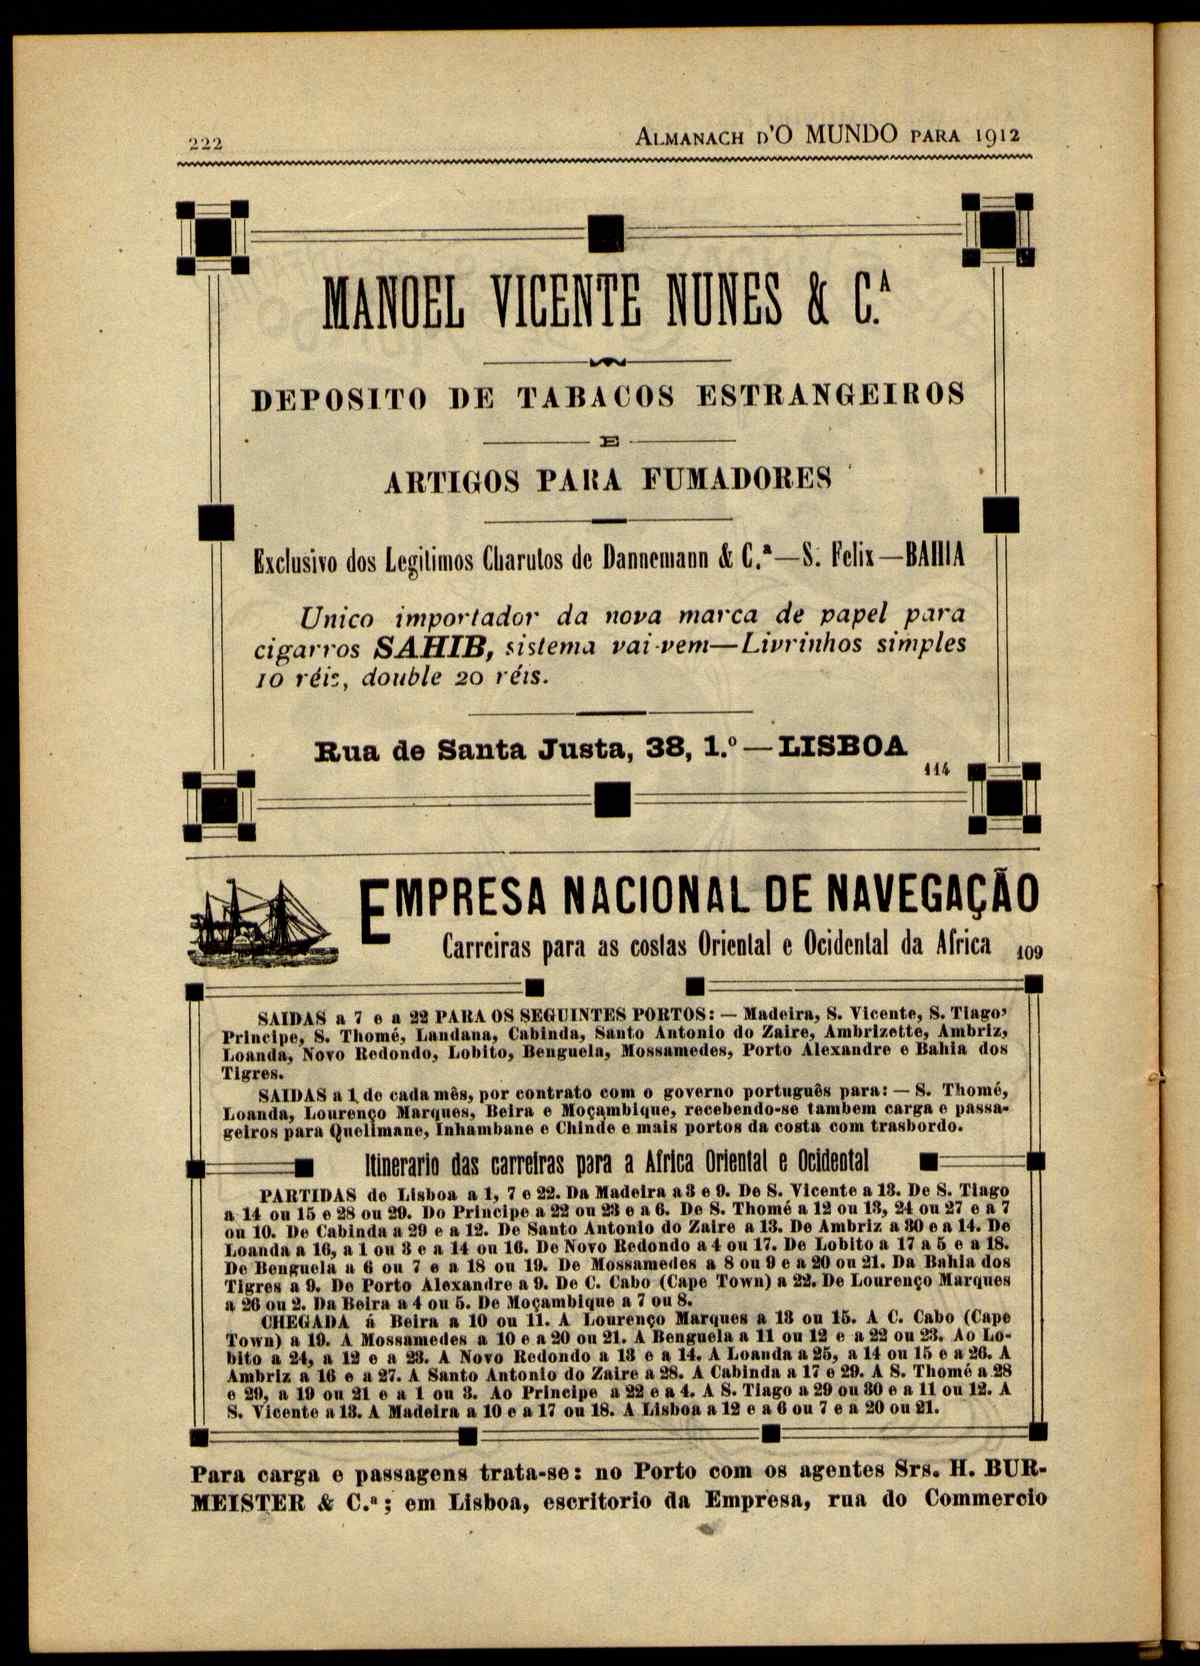 222
ALMANACH D'O MUNDO PARA 1912
MANOEL VICENTE NUNES & C.A
DEPOSITO DE TABACOS ESTRANGEIROS
E
ARTIGOS PARA FUMADORES
Exclusivo dos Legitimos Charutos de Dannemann & C.ª—S. Felix—BAHIA
Unico importador da nova marca de papel para
cigarros SAHIB, sistema vai-vem—Livrinhos simples
10 réis, double 20 réis.
Rua de Santa Justa, 38, 1.º—LISBOA
114
EMPRESA NACIONAL DE NAVEGAÇÃO
Carreiras para as costas Oriental e Ocidental da Africa 109
SAIDAS a 7 e a 22 PARA OS SEGUINTES PORTOS: — Madeira, S. Vicente, S. Tiago,
Principe, S. Thomé, Landana, Cabinda, Santo Antonio do Zaire, Ambrizette, Ambriz,
Loanda, Novo Redondo, Lobito, Benguela, Mossamedes, Porto Alexandre e Bahia dos
Tigres.
SAIDAS a 1 de cada mês, por contrato com o governo português para: — S. Thomé,
Loanda, Lourenço Marques, Beira e Moçambique, recebendo-se tambem carga e passa-
geiros para Quelimane, Inhambane e Chinde e mais portos da costa com trasbordo.
Itinerario das carreiras para a Africa Oriental e Ocidental
PARTIDAS de Lisboa a 1, 7 e 22. Da Madeira a 3 e 9. De S. Vicente a 13. De S. Tiago
a 14 ou 15 e 28 ou 29. Do Principe a 22 ou 23 e a 6. De S. Thomé a 12 ou 13, 24 ou 27 e a 7
ou 10. De Cabinda a 29 e a 12. De Santo Antonio do Zaire a 13. De Ambriz a 30 e a 14. De
Loanda a 16, a 1 ou 3 e a 14 ou 16. De Novo Redondo a 4 ou 17. De Lobito a 17 a 5 e a 18.
De Benguela a 6 ou 7 e a 18 ou 19. De Mossamedes a 8 ou 9 e a 20 ou 21. Da Bahia dos
Tigres a 9. De Porto Alexandre a 9. De C. Cabo (Cape Town) a 22. De Lourenço Marques
a 26 ou 2. Da Beira a 4 ou 5. De Moçambique a 7 ou 8.
CHEGADA á Beira a 10 ou 11. A Lourenço Marques a 13 ou 15. A C. Cabo (Cape
Town) a 19. A Mossamedes a 10 e a 20 ou 21. A Benguela a 11 ou 12 e a 22 ou 23. Ao Lo-
bito a 24, a 12 e a 23. A Novo Redondo a 13 e a 14. A Loanda a 25, a 14 ou 15 e a 26. A
Ambriz a 16 e a 27. A Santo Antonio do Zaire a 28. A Cabinda a 17 e 29. A S. Thomé a 28
e 29, a 19 ou 21 e a 1 ou 3. Ao Principe a 22 e a 4. A S. Tiago a 29 ou 30 e a 11 ou 12. A
S. Vicente a 13. A Madeira a 10 e a 17 ou 18. A Lisboa a 12 e a 6 ou 7 e a 20 ou 21.
Para carga e passagens trata-se: no Porto com os agentes Srs. H. BUR-
MEISTER & C.ª; em Lisboa, escritorio da Empresa, rua do Commercio